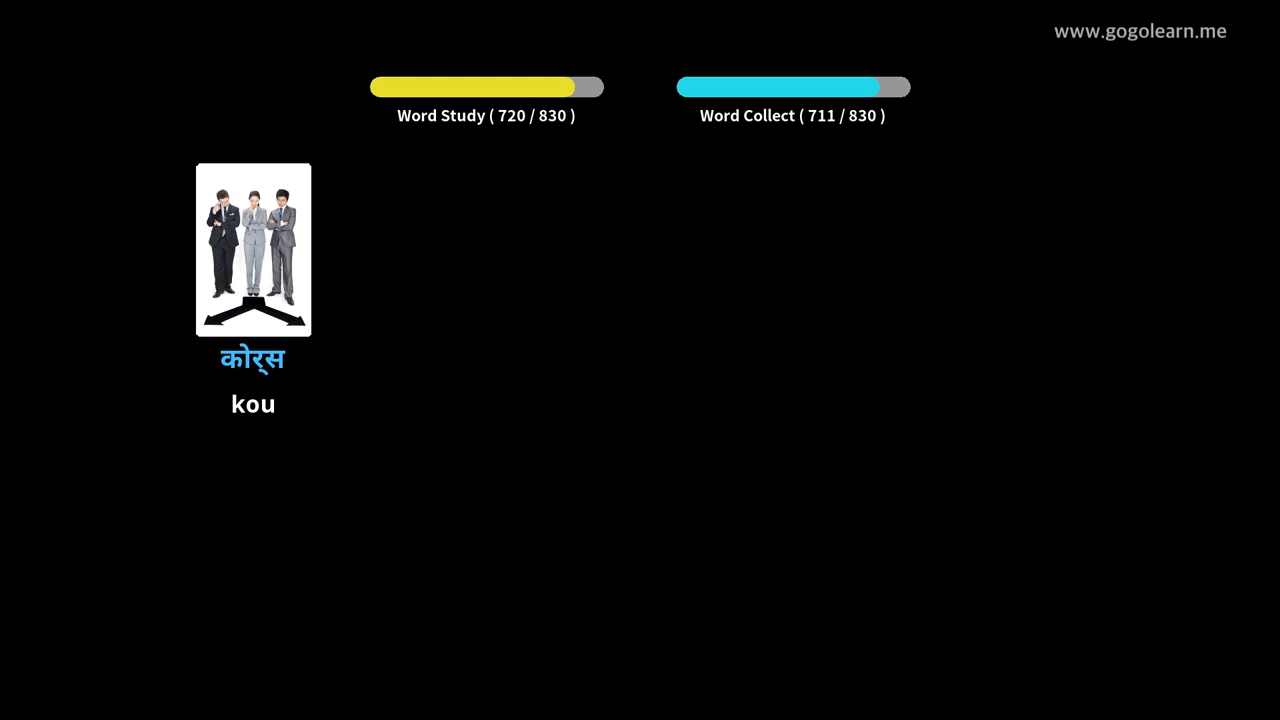 www.gogolearn.me
Word Study ( 720 / 830 )
Word Collect ( 711 / 830 )
कोर्‌स
kou